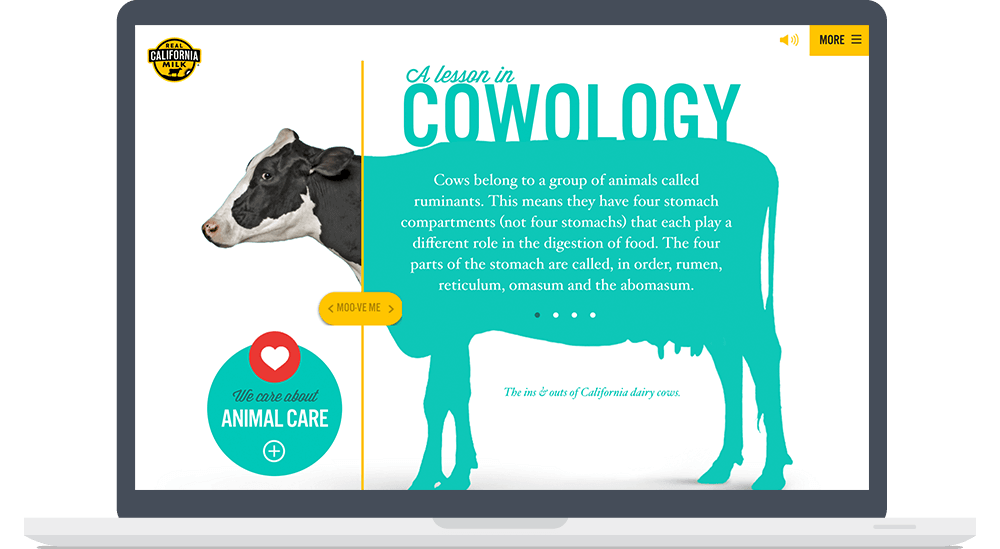 REAL
CALIFORNIA
MILK
MORE
A lesson in
COWOLOGY
Cows belong to a group of animals called
ruminants. This means they have four stomach
compartments (not four stomachs) that each play a
different role in the digestion of food. The four
parts of the stomach are called, in order, rumen,
reticulum, omasum and the abomasum.
MOO-VE ME
The ins & outs of California dairy cows.
We care about
ANIMAL CARE